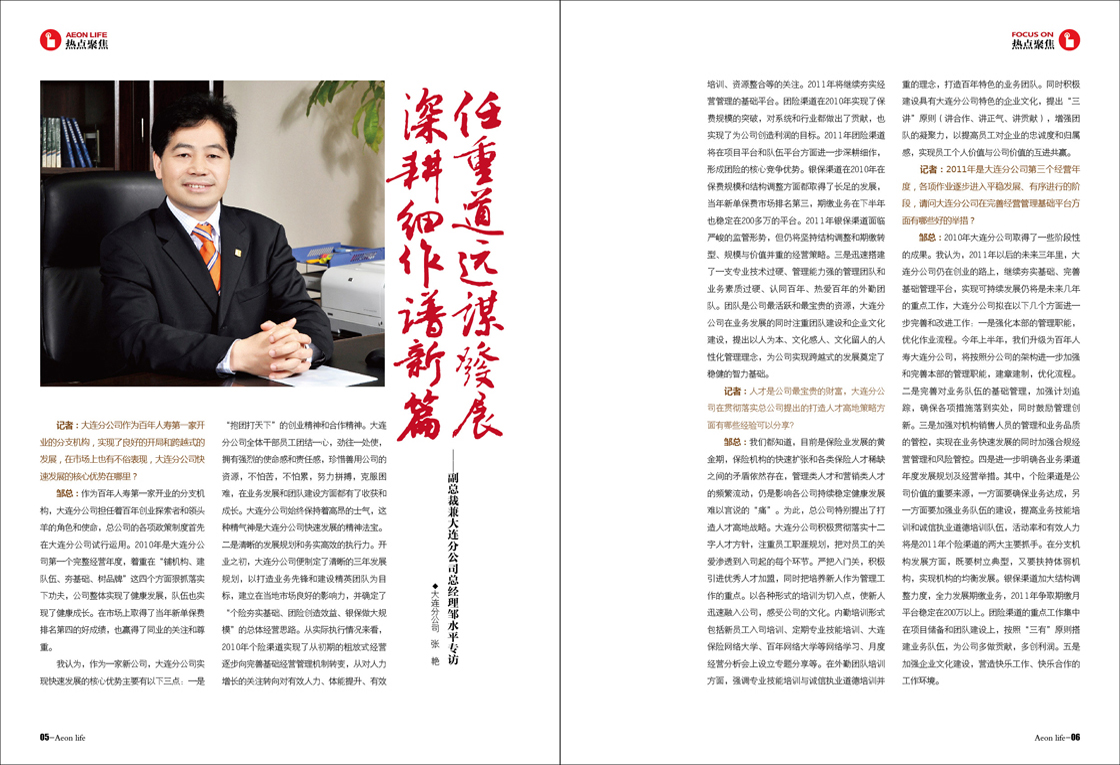 AEON LIFE
热点聚焦
任重道远谋發展
深耕细作谱新篇
——副总裁兼大连分公司总经理邹水平专访
◆大连分公司 张 艳
记者：大连分公司作为百年人寿第一家开
业的分支机构，实现了良好的开局和跨越式的
发展，在市场上也有不俗表现，大连分公司快
速发展的核心优势在哪里？
邹总：作为百年人寿第一家开业的分支机
构，大连分公司担任着百年创业探索者和领头
羊的角色和使命，总公司的各项政策制度首先
在大连分公司试行运用。2010年是大连分公
司第一个完整经营年度，着重在“铺机构、建
队伍、夯基础、树品牌”这四个方面狠抓落实
下功夫，公司整体实现了健康发展，队伍也实
现了健康成长。在市场上取得了当年新单保费
排名第四的好成绩，也赢得了同业的关注和尊
重。
我认为，作为一家新公司，大连分公司实
现快速发展的核心优势主要有以下三点：一是
“抱团打天下”的创业精神和合作精神。大连
分公司全体干部员工团结一心，劲往一处使，
拥有强烈的使命感和责任感，珍惜善用公司的
资源，不怕苦，不怕累，努力拼搏，克服困
难，在业务发展和团队建设方面都有了收获和
成长。大连分公司始终保持着高昂的士气，这
种精气神是大连分公司快速发展的精神法宝。
二是清晰的发展规划和务实高效的执行力。开
业之初，大连分公司便制定了清晰的三年发展
规划，以打造业务先锋和建设精英团队为目
标，建立在当地市场良好的影响力，并确定了
“个险夯实基础、团险创造效益、银保做大规
模”的总体经营思路。从实际执行情况来看，
2010年个险渠道实现了从初期的粗放式经营
逐步向完善基础经营管理机制转变，从对人力
增长的关注转向对有效人力、体能提升、有效
05–Aeon life
FOCUS ON
热点聚焦
培训、资源整合等的关注。2011年将继续夯实经
营管理的基础平台。团险渠道在2010年实现了保
费规模的突破，对系统和行业都做出了贡献，也
实现了为公司创造利润的目标。2011年团险渠道
将在项目平台和队伍平台方面进一步深耕细作，
形成团险的核心竞争优势。银保渠道在2010年在
保费规模和结构调整方面都取得了长足的发展，
当年新单保费市场排名第三，期缴业务在下半年
也稳定在200多万的平台。2011年银保渠道面临
严峻的监管形势，但仍将坚持结构调整和期缴转
型、规模与价值并重的经营策略。三是迅速搭建
了一支专业技术过硬、管理能力强的管理团队和
业务素质过硬、认同百年、热爱百年的外勤团
队。团队是公司最活跃和最宝贵的资源，大连分
公司在业务发展的同时注重团队建设和企业文化
建设，提出以人为本、文化感人、文化留人的人
性化管理理念，为公司实现跨越式的发展奠定了
稳健的智力基础。
记者：人才是公司最宝贵的财富，大连分公
司在贯彻落实总公司提出的打造人才高地策略方
面有哪些经验可以分享？
邹总：我们都知道，目前是保险业发展的黄
金期，保险机构的快速扩张和各类保险人才稀缺
之间的矛盾依然存在，管理类人才和营销类人才
的频繁流动，仍是影响各公司持续稳定健康发展
难以言说的“痛”。为此，总公司特别提出了打
造人才高地战略。大连分公司积极贯彻落实十二
字人才方针，注重员工职涯规划，把对员工的关
爱渗透到入司起的每个环节。严把入门关，积极
引进优秀人才加盟，同时把培养新人作为管理工
作的重点。以各种形式的培训为切入点，使新人
迅速融入公司，感受公司的文化。内勤培训形式
包括新员工入司培训、定期专业技能培训、大连
保险网络大学、百年网络大学等网络学习、月度
经营分析会上设立专题分享等。在外勤团队培训
方面，强调专业技能培训与诚信执业道德培训并
重的理念，打造百年特色的业务团队。同时积极
建设具有大连分公司特色的企业文化，提出“三
讲”原则（讲合作、讲正气、讲贡献），增强团
队的凝聚力，以提高员工对企业的忠诚度和归属
感，实现员工个人价值与公司价值的互进共赢。
记者：2011年是大连分公司第三个经营年
度，各项作业逐步进入平稳发展、有序进行的阶
段，请问大连分公司在完善经营管理基础平台方
面有哪些好的举措？
邹总：2010年大连分公司取得了一些阶段性
的成果。我认为，2011年以后的未来三年里，大
连分公司仍在创业的路上，继续夯实基础、完善
基础管理平台，实现可持续发展仍将是未来几年
的重点工作，大连分公司拟在以下几个方面进一
步完善和改进工作：一是强化本部的管理职能，
优化作业流程。今年上半年，我们升级为百年人
寿大连分公司，将按照分公司的架构进一步加强
和完善本部的管理职能，建章建制，优化流程。
二是完善对业务队伍的基础管理，加强计划追
踪，确保各项措施落到实处，同时鼓励管理创
新。三是加强对机构销售人员的管理和业务品质
的管控，实现在业务快速发展的同时加强合规经
营管理和风险管控。四是进一步明确各业务渠道
年度发展规划及经营举措。其中，个险渠道是公
司价值的重要来源，一方面要确保业务达成，另
一方面要加强业务队伍的建设，提高业务技能培
训和诚信执业道德培训队伍，活动率和有效人力
将是2011年个险渠道的两大主要抓手。在分支机
构发展方面，既要树立典型，又要扶持体弱机
构，实现机构的均衡发展。银保渠道加大结构调
整力度，全力发展期缴业务，2011年争取期缴月
平台稳定在200万以上。团险渠道的重点工作集中
在项目储备和团队建设上，按照“三有”原则搭
建业务队伍，为公司多做贡献，多创利润。五是
加强企业文化建设，营造快乐工作、快乐合作的
工作环境。
Aeon life–06